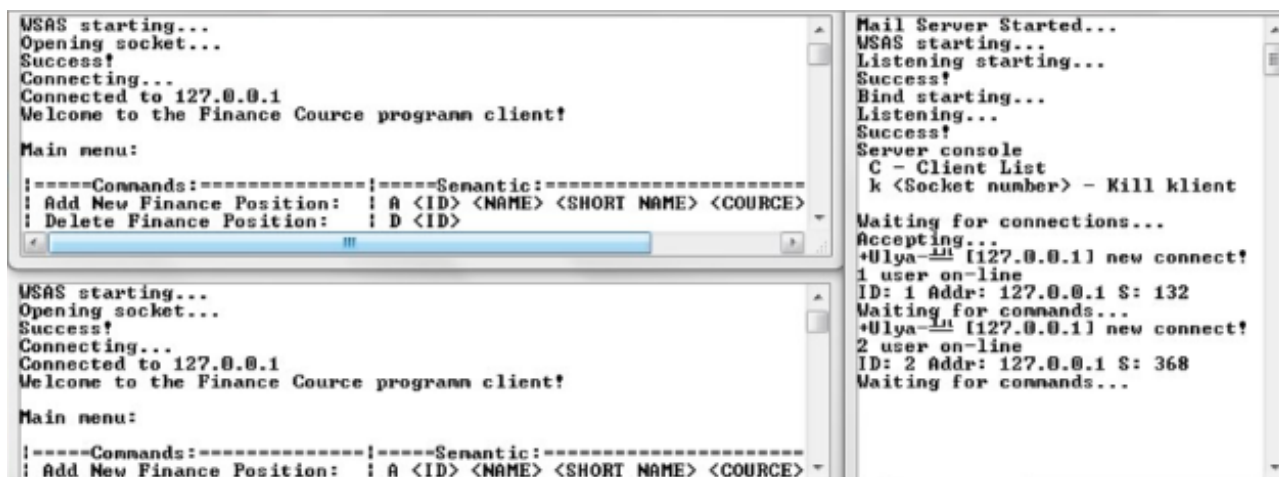 WSAS starting...
Opening socket...
Success!
Connecting...
Connected to 127.0.0.1
Welcome to the Finance Cource programm client!
Main menu:
¦=====Commands:==============¦=====Semantic:=======================
¦ Add New Finance Position: ¦ A <ID> <NAME> <SHORT NAME> <COURCE>
¦ Delete Finance Position: ¦ D <ID>
WSAS starting...
Opening socket...
Success!
Connecting...
Connected to 127.0.0.1
Welcome to the Finance Cource programm client!
Main menu:
¦=====Commands:==============¦=====Semantic:=======================
¦ Add New Finance Position: ¦ A <ID> <NAME> <SHORT NAME> <COURCE>
Mail Server Started...
WSAS starting...
Listening starting...
Success!
Bind starting...
Listening...
Success!
Server console
C - Client List
k <Socket number> - Kill klient
Waiting for connections...
Accepting...
+Ulya- [127.0.0.1] new connect!
1 user on-line
ID: 1 Addr: 127.0.0.1 S: 132
Waiting for commands...
+Ulya- [127.0.0.1] new connect!
2 user on-line
ID: 2 Addr: 127.0.0.1 S: 368
Waiting for commands...